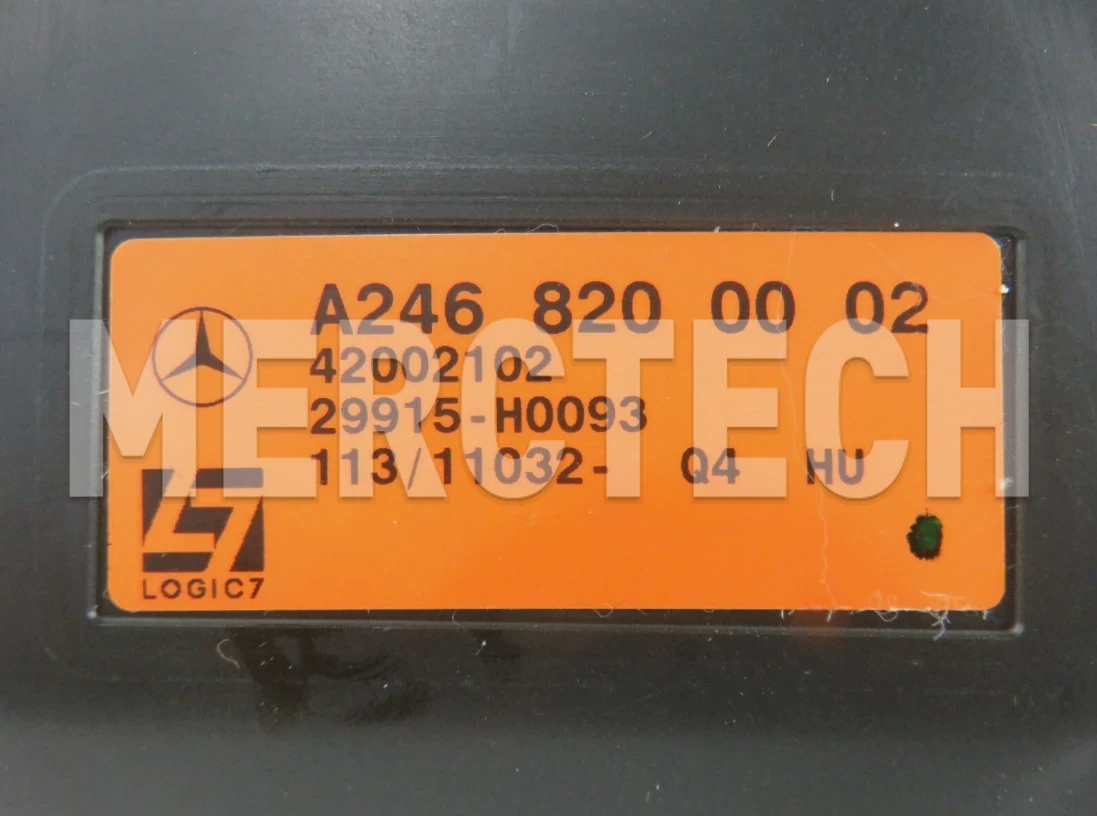 A246 820 00 02
42002102
29915-H0093
113/11032- Q4 HU
LOGIC7
MERCTECH